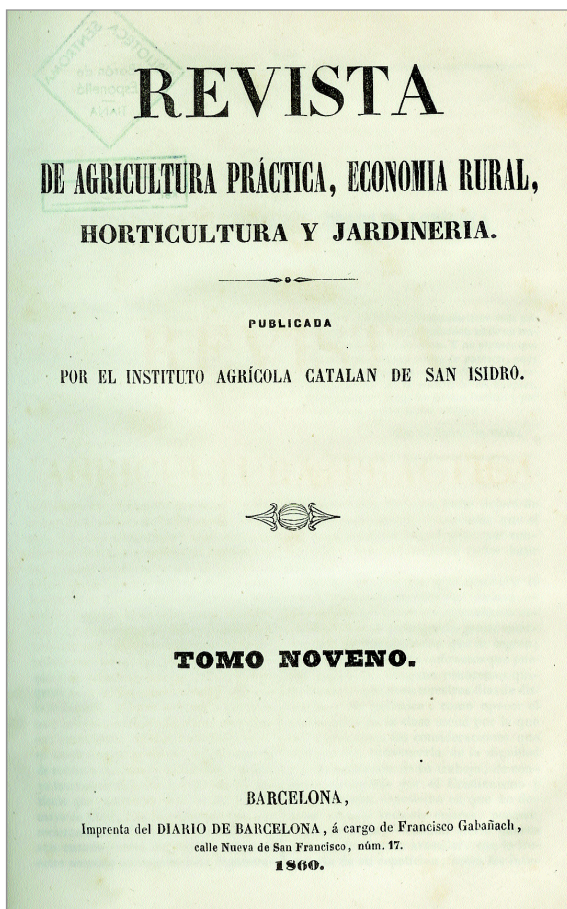 REVISTA
DE AGRICULTURA PRÁCTICA, ECONOMIA RURAL,
HORTICULTURA Y JARDINERIA.
PUBLICADA
POR EL INSTITUTO AGRÍCOLA CATALAN DE SAN ISIDRO.
TOMO NOVENO.
BARCELONA,
Imprenta del DIARIO DE BARCELONA, á cargo de Francisco Gabañach,
calle Nueva de San Francisco, núm. 17.
1860.